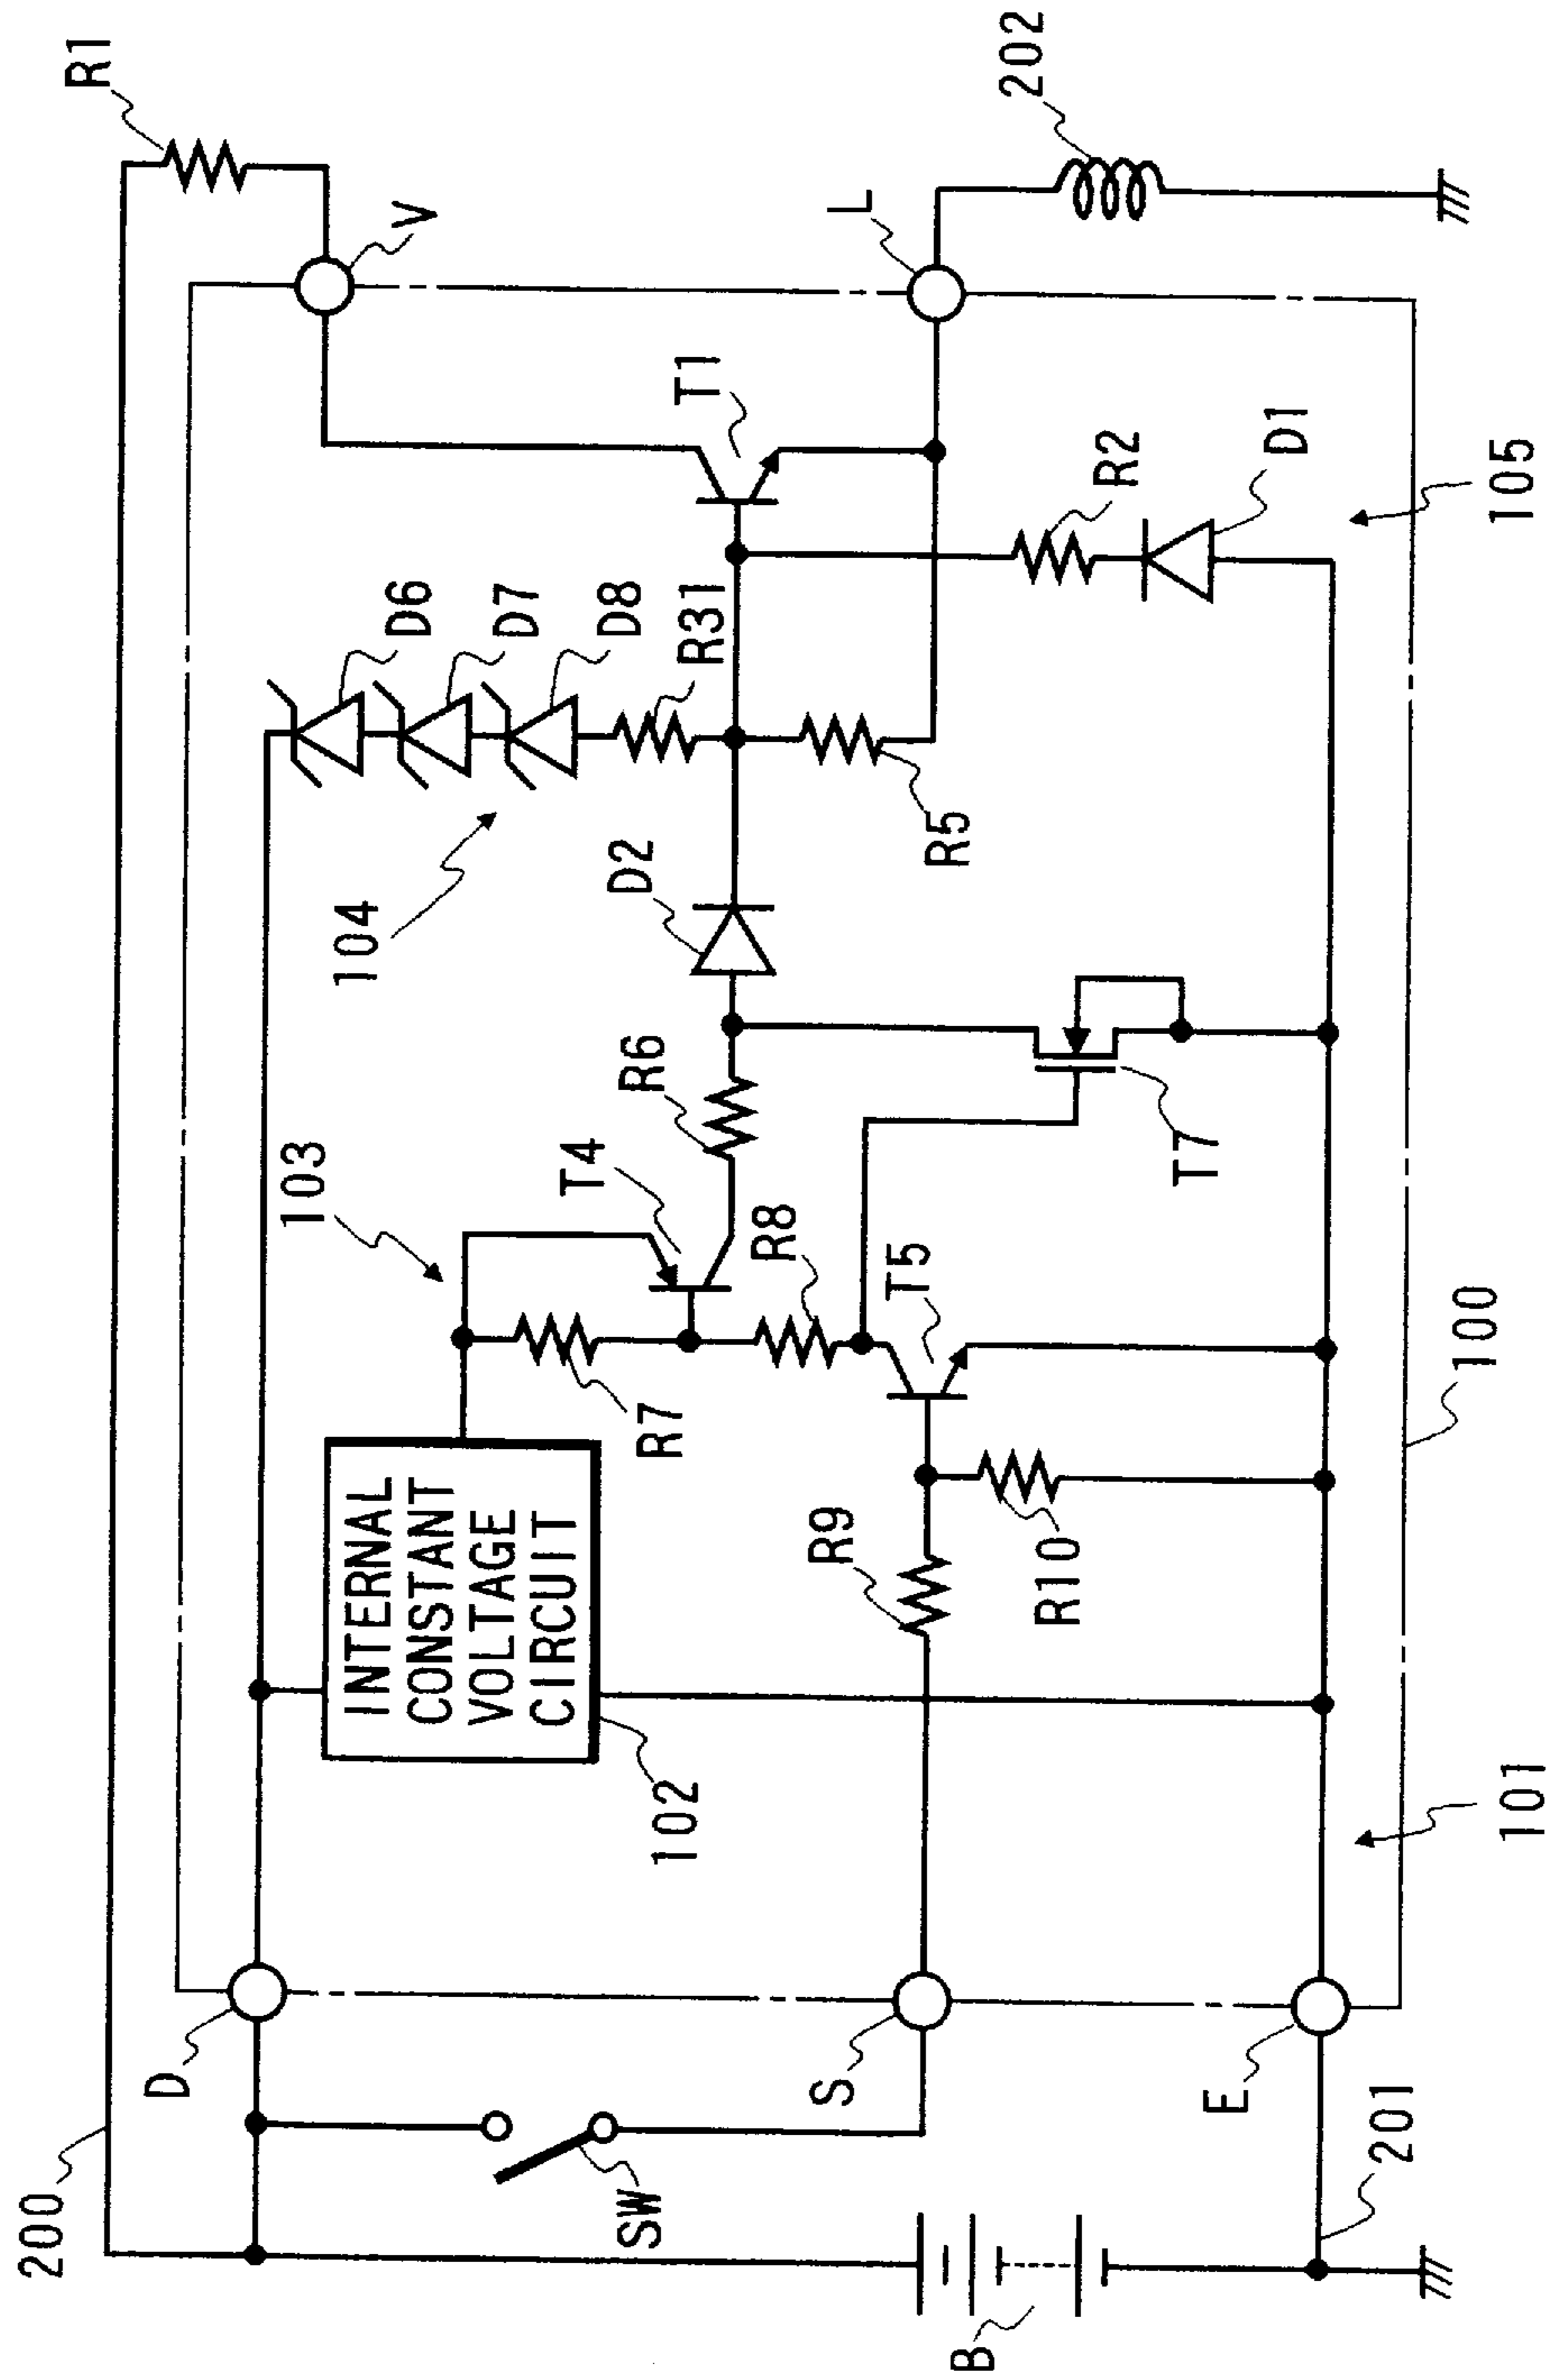 200
R1
D
V
103
104
D6
D7
D8
INTERNAL
CONSTANT
VOLTAGE
CIRCUIT
102
R7
T4
R6
D2
R31
T1
SW
S
R9
R8
T5
R5
L
202
B
R10
T7
R2
D1
E
201
101
100
105